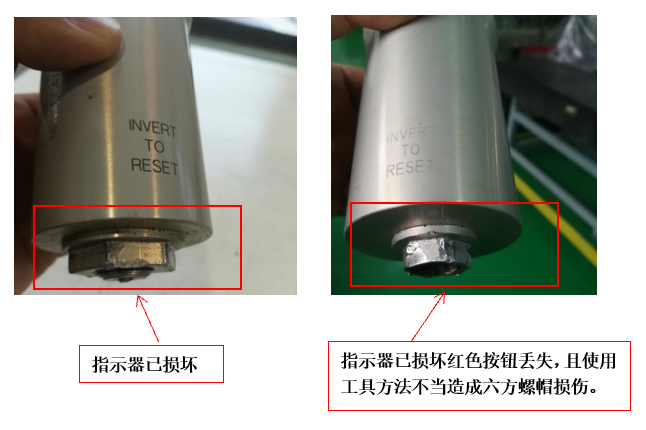 INVERT
TO
RESET
INVERT
TO
RESET
指示器已损坏
指示器已损坏红色按钮丢失，且使用
工具方法不当造成六方螺帽损伤。